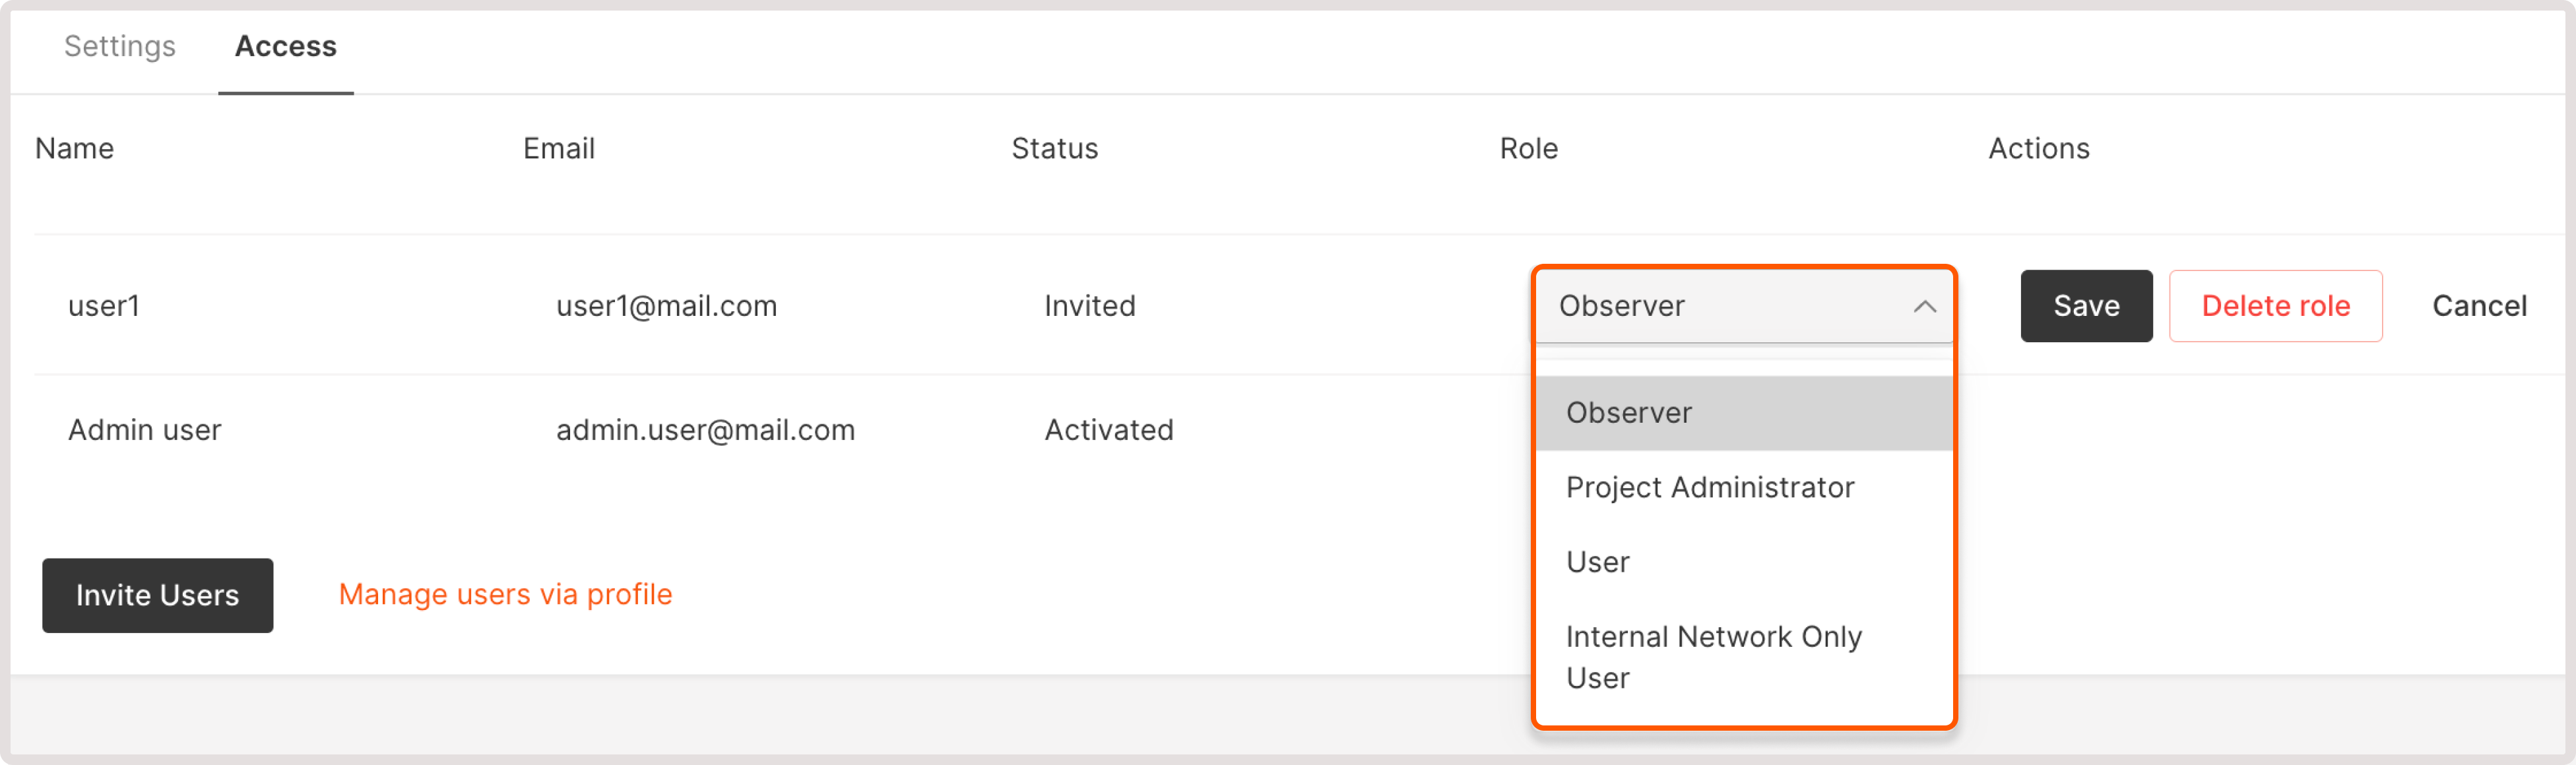 Settings Access
Name Email Status Role Actions
user1 user1@mail.com Invited Observer Save Delete role Cancel
Observer
Admin user admin.user@mail.com Activated
Project Administrator
User
Invite Users Manage users via profile
Internal Network Only
User